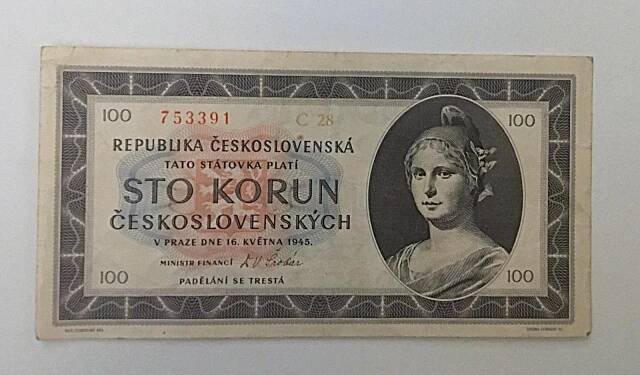 100 753391 C 28 100
REPUBLIKA ČESKOSLOVENSKÁ
TATO STÁTOVKA PLATÍ
STO KORUN
ČESKOSLOVENSKÝCH
V PRAZE DNE 16. KVĚTNA 1945.
MINISTR FINANCÍ
100 PADĚLÁNÍ SE TRESTÁ 100